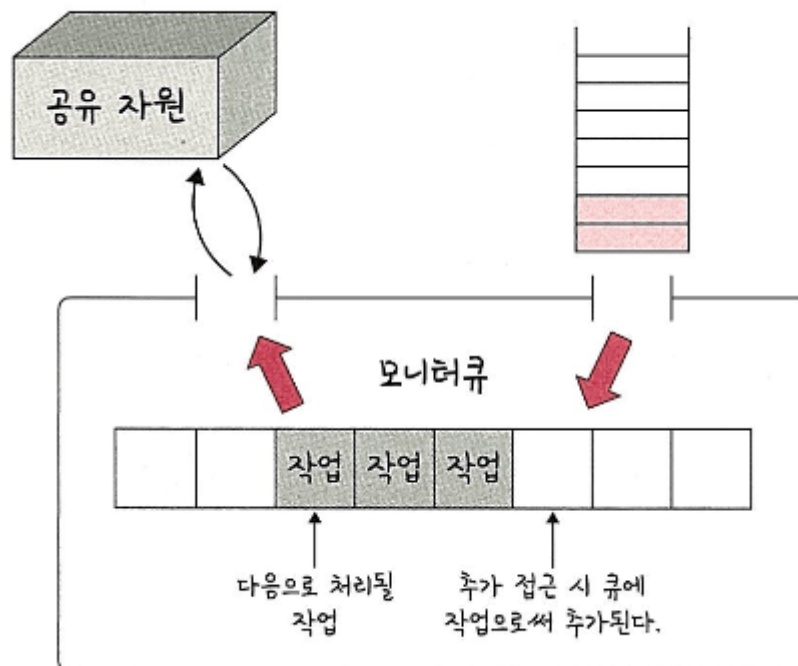 공유 자원
모니터큐
작업 작업 작업
다음으로 처리될
작업
추가 접근 시 큐에
작업으로써 추가된다.